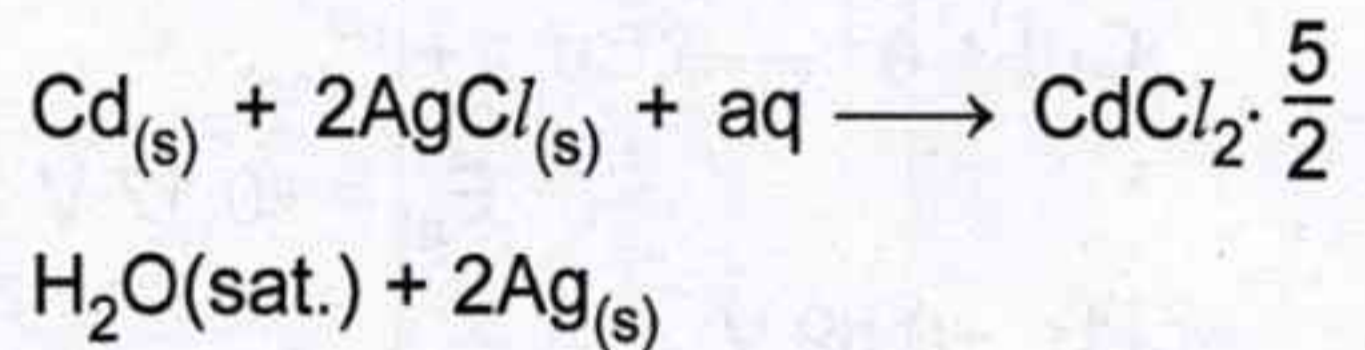 Cd(s) + 2AgCl(s) + aq ⟶ CdCl₂· 5/2
H₂O(sat.) + 2Ag(s)